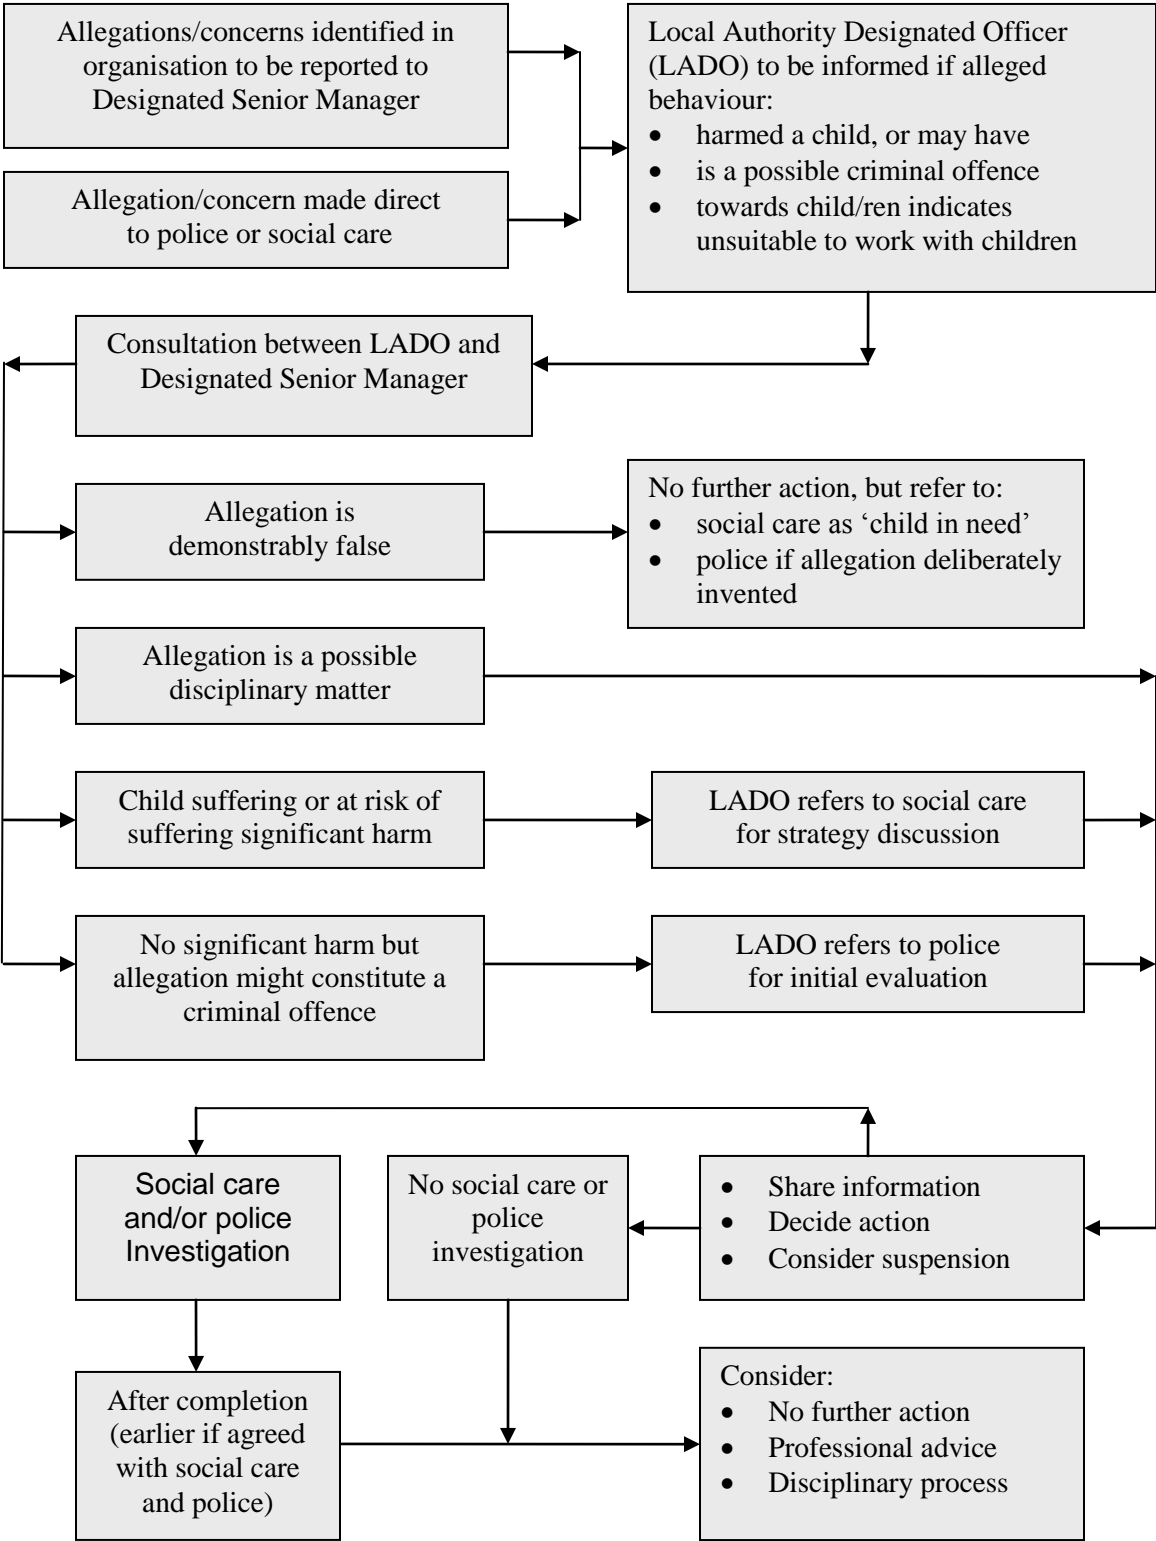 Allegations/concerns identified in
organisation to be reported to
Designated Senior Manager
Allegation/concern made direct
to police or social care
Local Authority Designated Officer
(LADO) to be informed if alleged
behaviour:
• harmed a child, or may have
• is a possible criminal offence
• towards child/ren indicates
unsuitable to work with children
Consultation between LADO and
Designated Senior Manager
Allegation is
demonstrably false
No further action, but refer to:
• social care as ‘child in need’
• police if allegation deliberately
invented
Allegation is a possible
disciplinary matter
Child suffering or at risk of
suffering significant harm
LADO refers to social care
for strategy discussion
No significant harm but
allegation might constitute a
criminal offence
LADO refers to police
for initial evaluation
Social care
and/or police
Investigation
No social care or
police
investigation
• Share information
• Decide action
• Consider suspension
After completion
(earlier if agreed
with social care
and police)
Consider:
• No further action
• Professional advice
• Disciplinary process